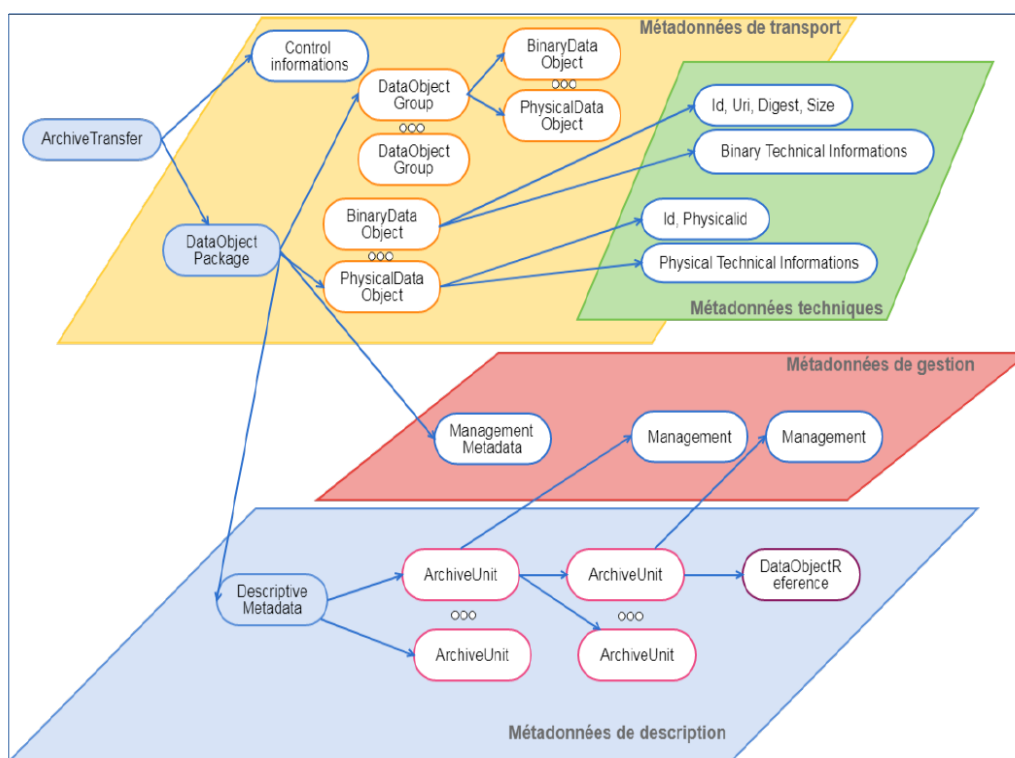 Métadonnées de transport
Control
informations
BinaryData
Object
DataObject
Group
PhysicalData
Object
ArchiveTransfer
DataObject
Group
Id, Uri, Digest, Size
Binary Technical Informations
BinaryData
Object
DataObject
Package
PhysicalData
Object
Id, Physicalid
Physical Technical Informations
Métadonnées techniques
Métadonnées de gestion
Management
Metadata
Management
Management
Descriptive
Metadata
ArchiveUnit
ArchiveUnit
DataObjectR
eference
ArchiveUnit
ArchiveUnit
Métadonnées de description